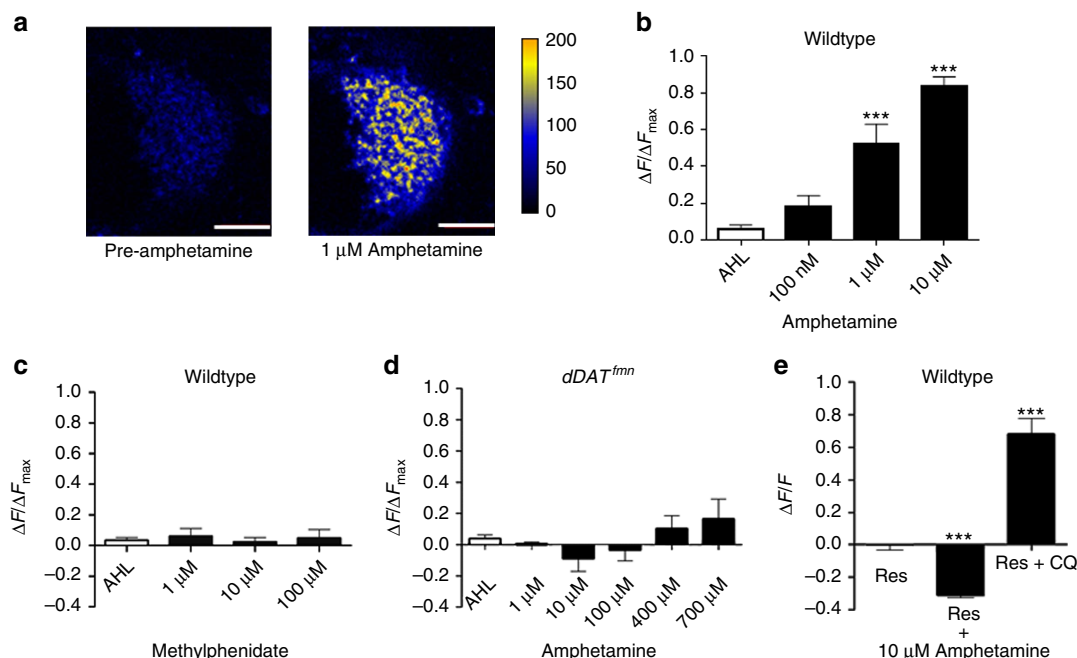 a
Pre-amphetamine
1 μM Amphetamine
200
150
100
50
0
b
Wildtype
ΔF/ΔFmax
1.0
0.8
0.6
0.4
0.2
0.0
***
***
AHL
100 nM
1 μM
10 μM
Amphetamine
c
Wildtype
ΔF/ΔFmax
1.0
0.8
0.6
0.4
0.2
0.0
–0.2
–0.4
AHL
1 μM
10 μM
100 μM
Methylphenidate
d
dDATfmn
ΔF/ΔFmax
1.0
0.8
0.6
0.4
0.2
0.0
–0.2
–0.4
AHL
1 μM
10 μM
100 μM
400 μM
700 μM
Amphetamine
e
Wildtype
ΔF/F
1.0
0.8
0.6
0.4
0.2
–0.0
–0.2
–0.4
***
***
Res
Res + CQ
Res
+
10 μM Amphetamine